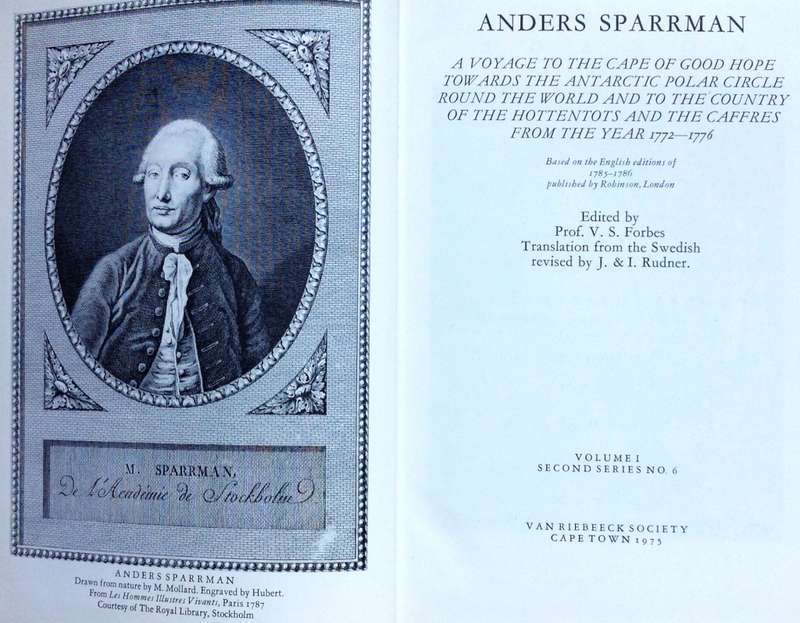 M. SPARRMAN,
De l'Académie de Stockholm
ANDERS SPARRMAN
Drawn from nature by M. Mollard. Engraved by Hubert.
From Les Hommes Illustres Vivants, Paris 1787
Courtesy of The Royal Library, Stockholm
ANDERS SPARRMAN
A VOYAGE TO THE CAPE OF GOOD HOPE
TOWARDS THE ANTARCTIC POLAR CIRCLE
ROUND THE WORLD AND TO THE COUNTRY
OF THE HOTTENTOTS AND THE CAFFRES
FROM THE YEAR 1772—1776
Based on the English editions of
1785–1786
published by Robinson, London
Edited by
Prof. V. S. Forbes
Translation from the Swedish
revised by J. & I. Rudner.
VOLUME I
SECOND SERIES NO. 6
VAN RIEBEECK SOCIETY
CAPE TOWN 1975